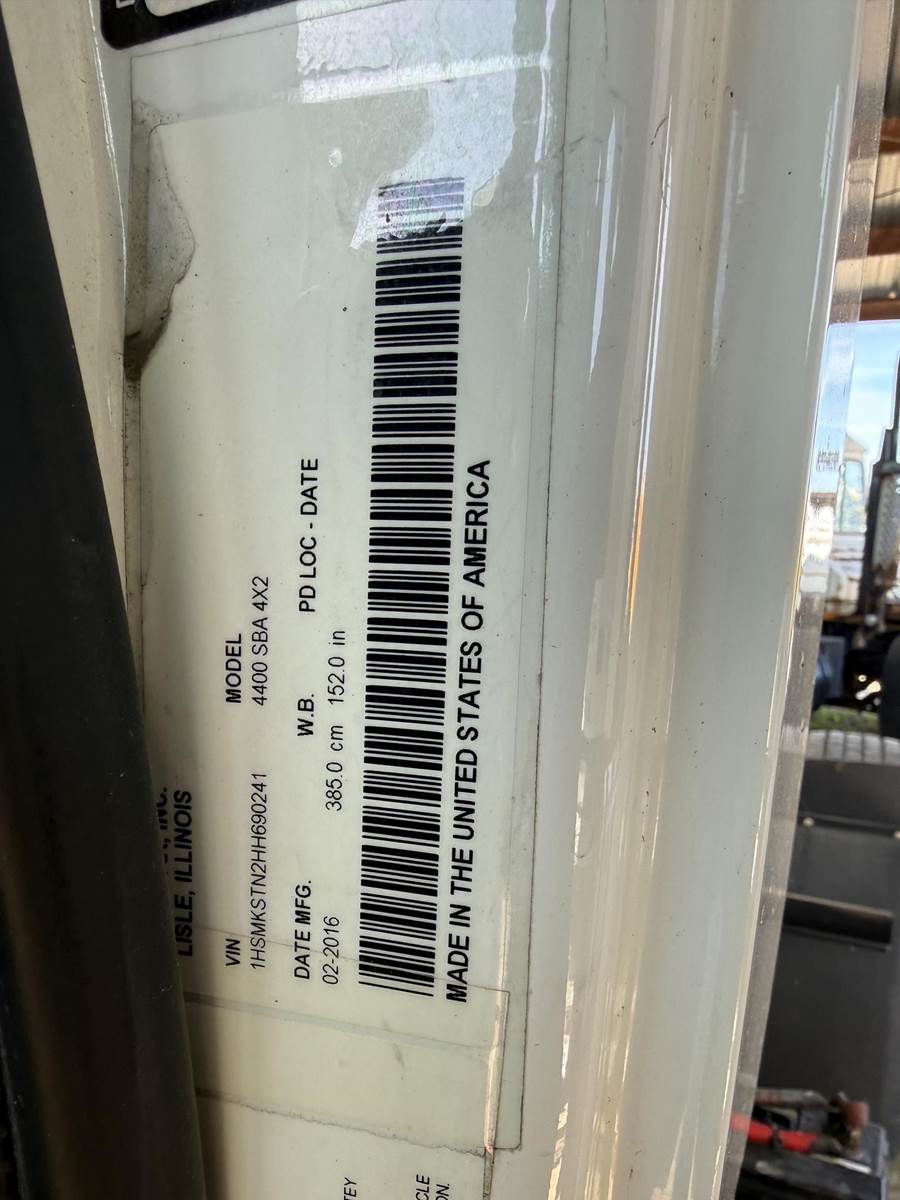 INC.
LISLE, ILLINOIS
VIN MODEL
1HSMKSTN2HH690241 4400 SBA 4X2
DATE MFG. W.B. PD LOC - DATE
02-2016 385.0 cm 152.0 in
MADE IN THE UNITED STATES OF AMERICA